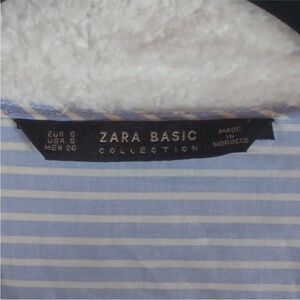 EUR S
USA S
MEX 26
ZARA BASIC
COLLECTION
MADE IN
MOROCCO